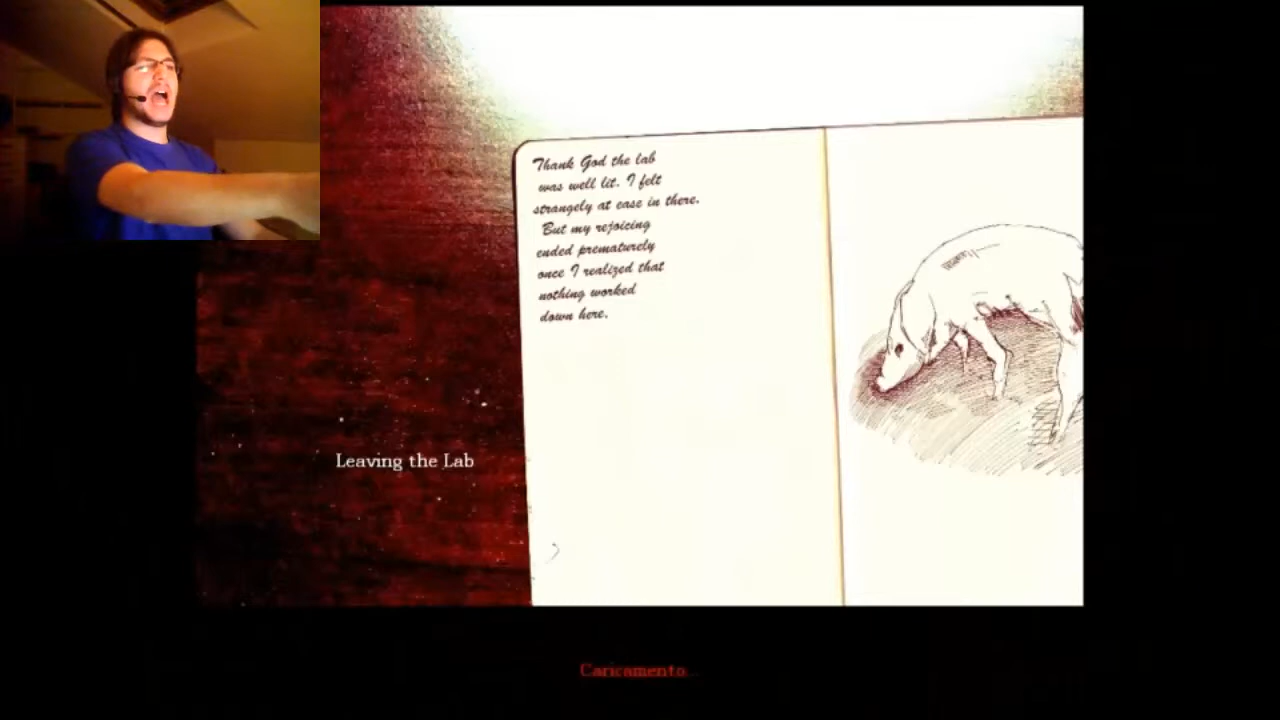 Thank God the lab
was well lit. I felt
strangely at ease in there.
But my rejoicing
ended prematurely
once I realized that
nothing worked
down here.
Leaving the Lab
Caricamento...